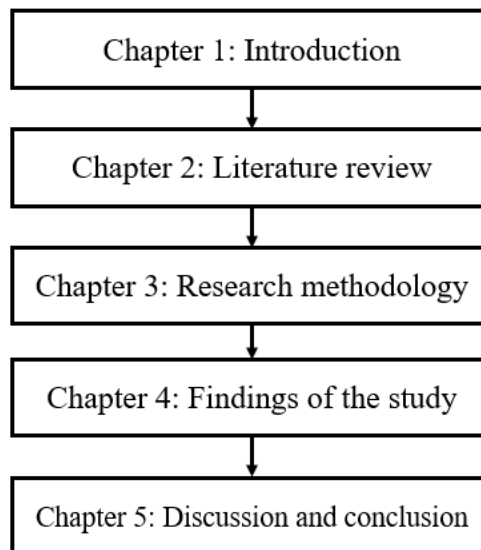 Chapter 1: Introduction
Chapter 2: Literature review
Chapter 3: Research methodology
Chapter 4: Findings of the study
Chapter 5: Discussion and conclusion